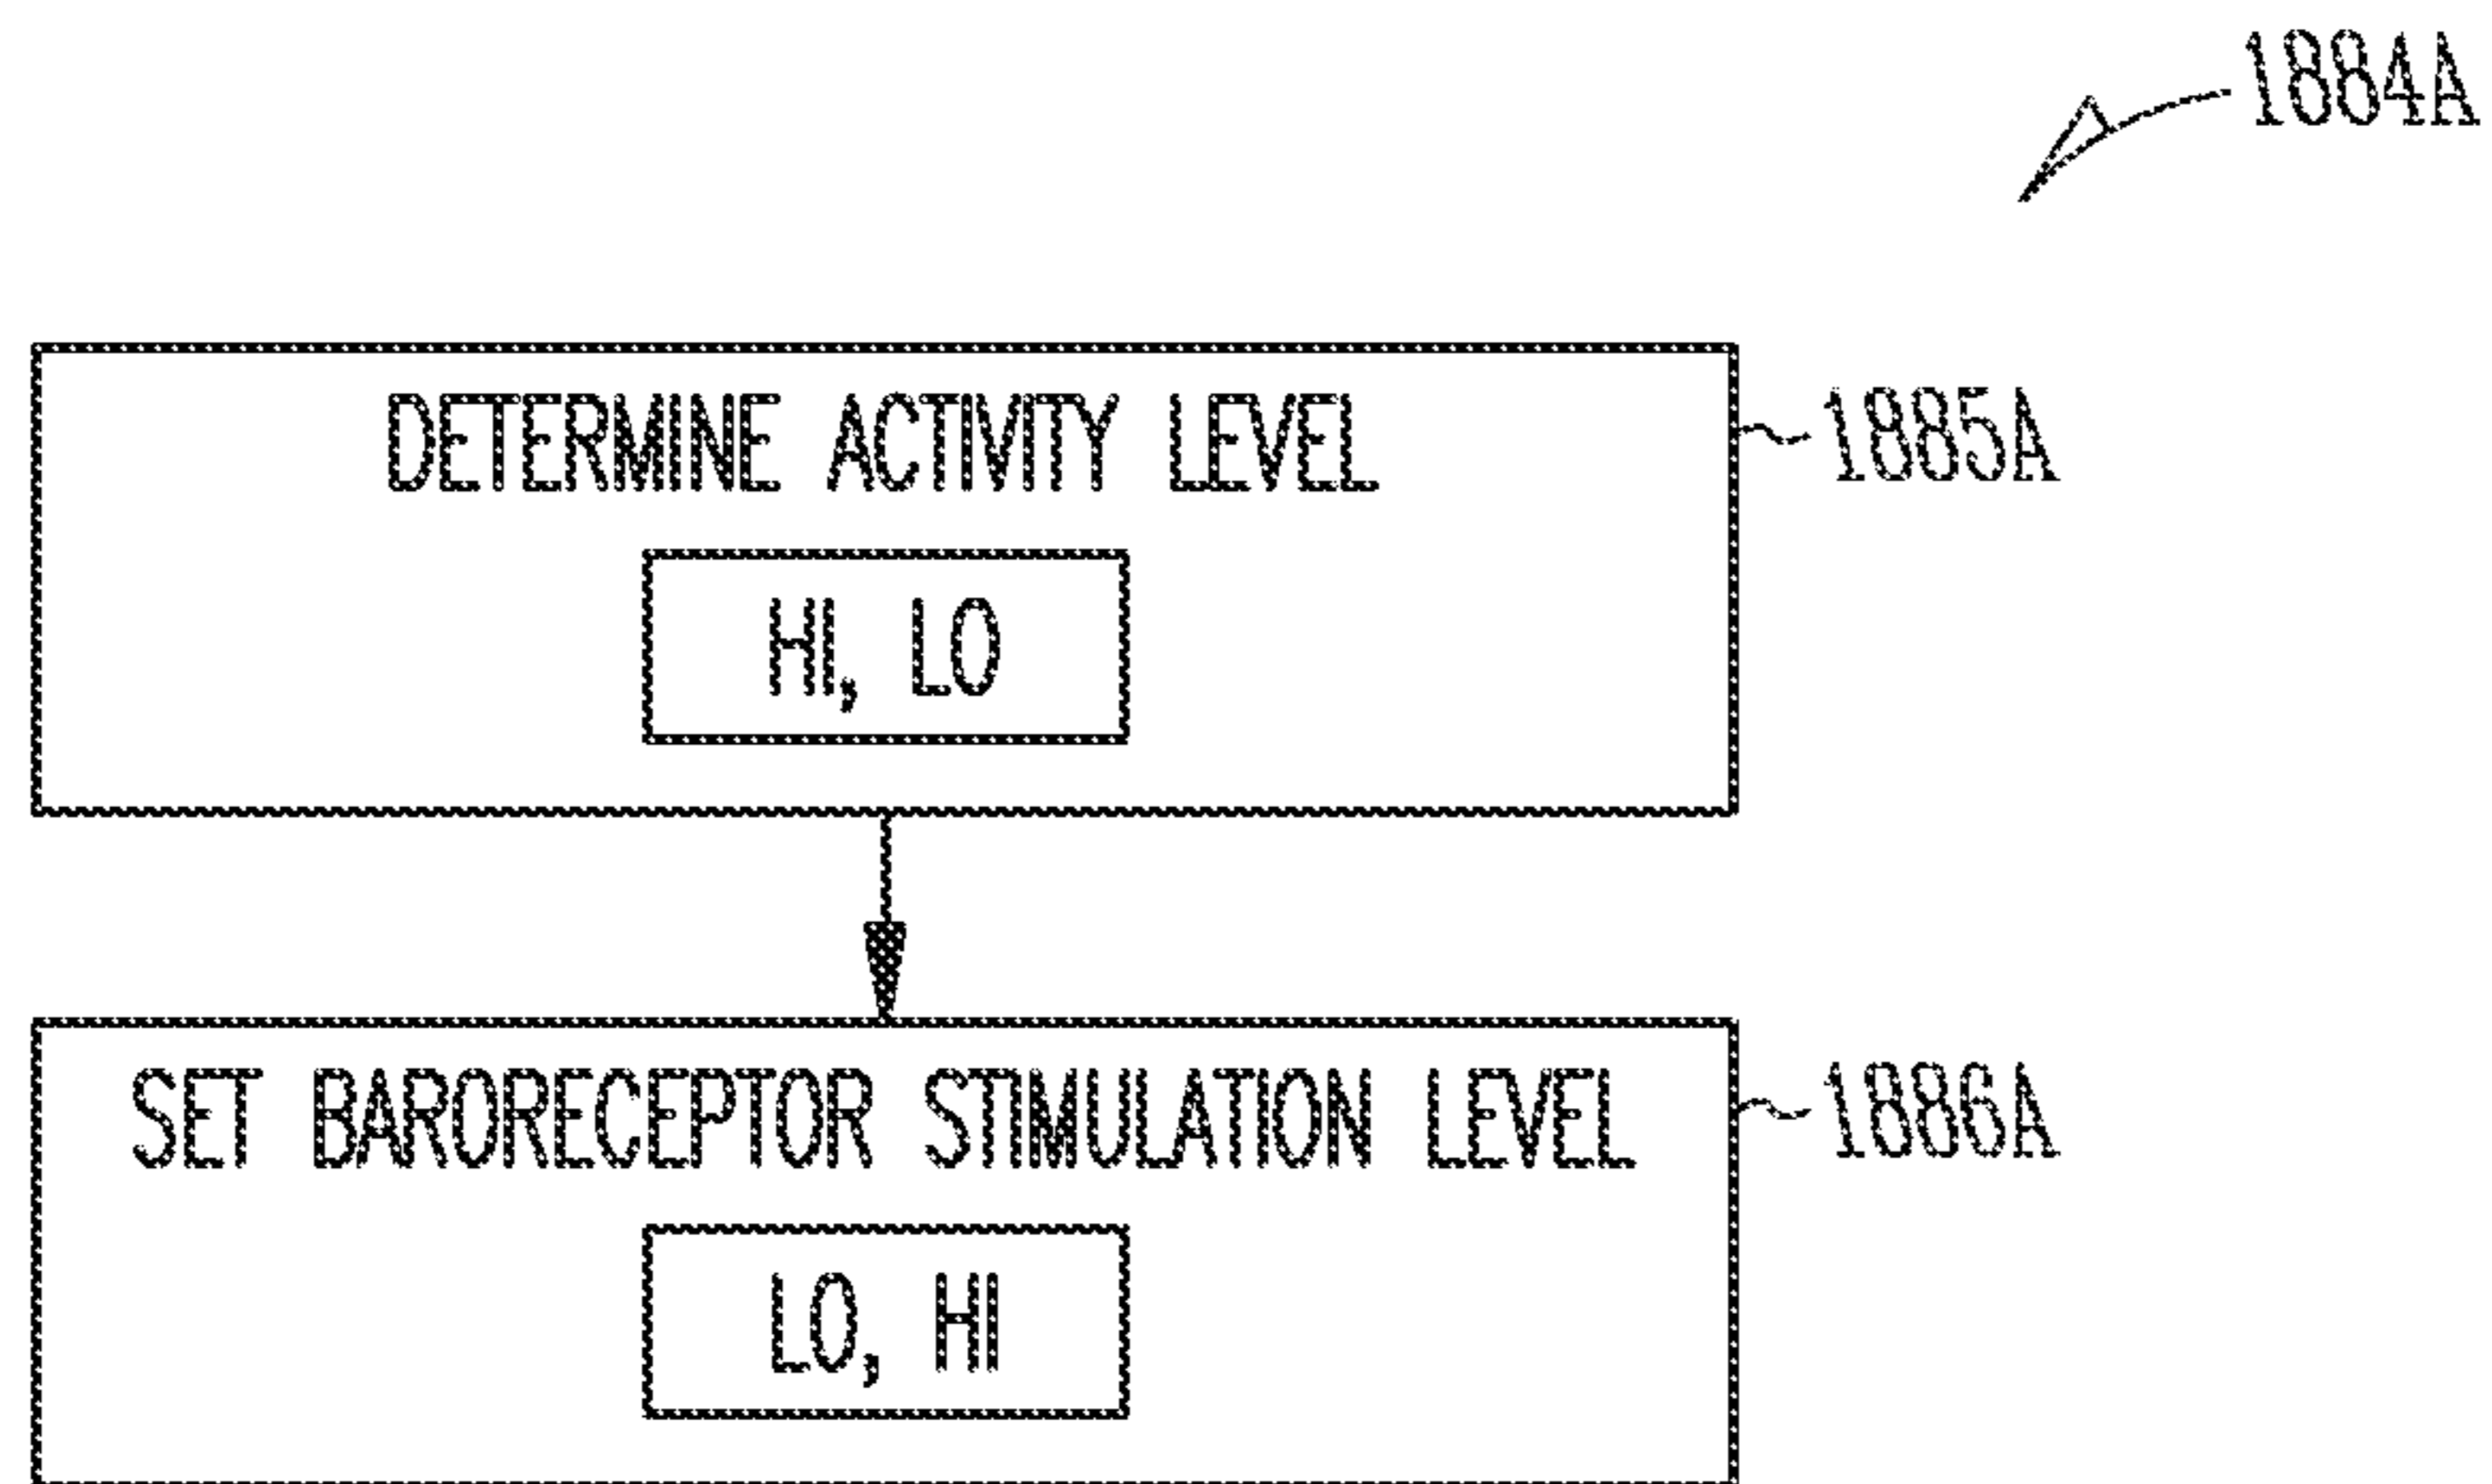 1884A
DETERMINE ACTIVITY LEVEL
1885A
HI, LO
SET BARORECEPTOR STIMULATION LEVEL
1886A
LO, HI